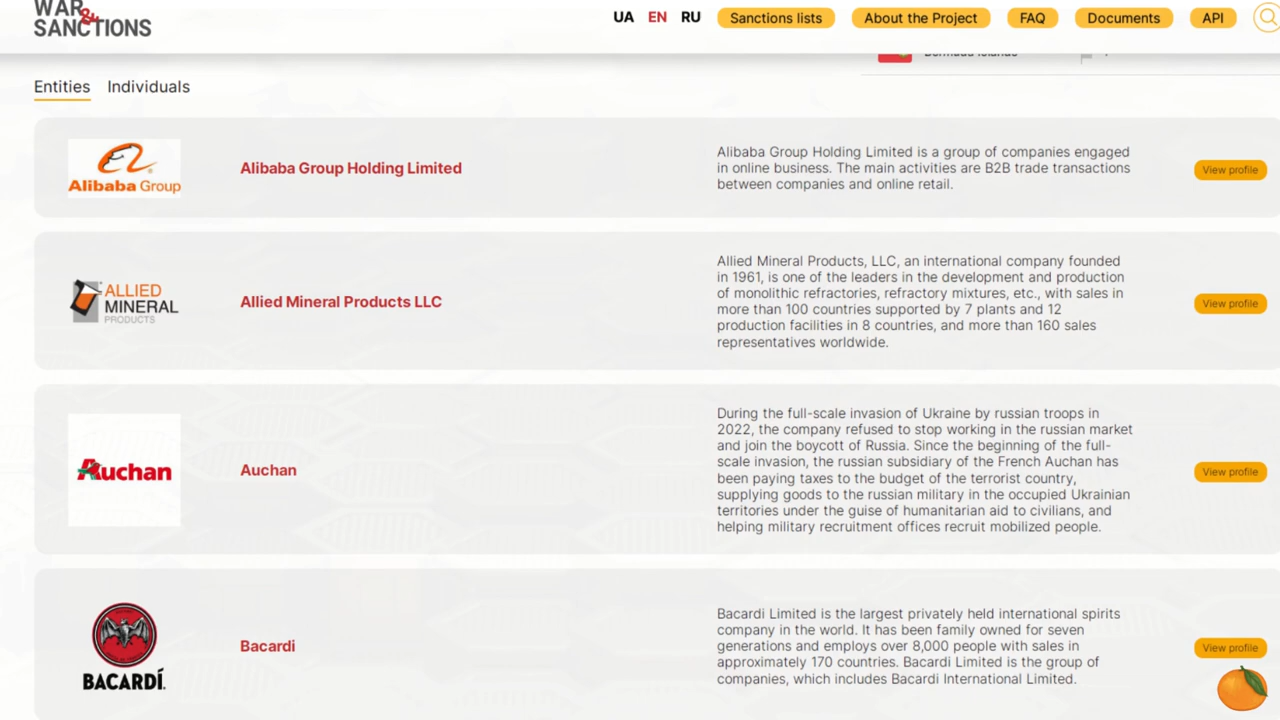 WAR &
SANCTIONS
UA EN RU Sanctions lists About the Project FAQ Documents API
Bermuda Islands
Entities Individuals
Alibaba Group
Alibaba Group Holding Limited
Alibaba Group Holding Limited is a group of companies engaged
in online business. The main activities are B2B trade transactions
between companies and online retail.
View profile
ALLIED
MINERAL
PRODUCTS
Allied Mineral Products LLC
Allied Mineral Products, LLC, an international company founded
in 1961, is one of the leaders in the development and production
of monolithic refractories, refractory mixtures, etc., with sales in
more than 100 countries supported by 7 plants and 12
production facilities in 8 countries, and more than 160 sales
representatives worldwide.
View profile
Auchan
Auchan
During the full-scale invasion of Ukraine by russian troops in
2022, the company refused to stop working in the russian market
and join the boycott of Russia. Since the beginning of the full-
scale invasion, the russian subsidiary of the French Auchan has
been paying taxes to the budget of the terrorist country,
supplying goods to the russian military in the occupied Ukrainian
territories under the guise of humanitarian aid to civilians, and
helping military recruitment offices recruit mobilized people.
View profile
BACARDÍ.
Bacardi
Bacardi Limited is the largest privately held international spirits
company in the world. It has been family owned for seven
generations and employs over 8,000 people with sales in
approximately 170 countries. Bacardi Limited is the group of
companies, which includes Bacardi International Limited.
View profile